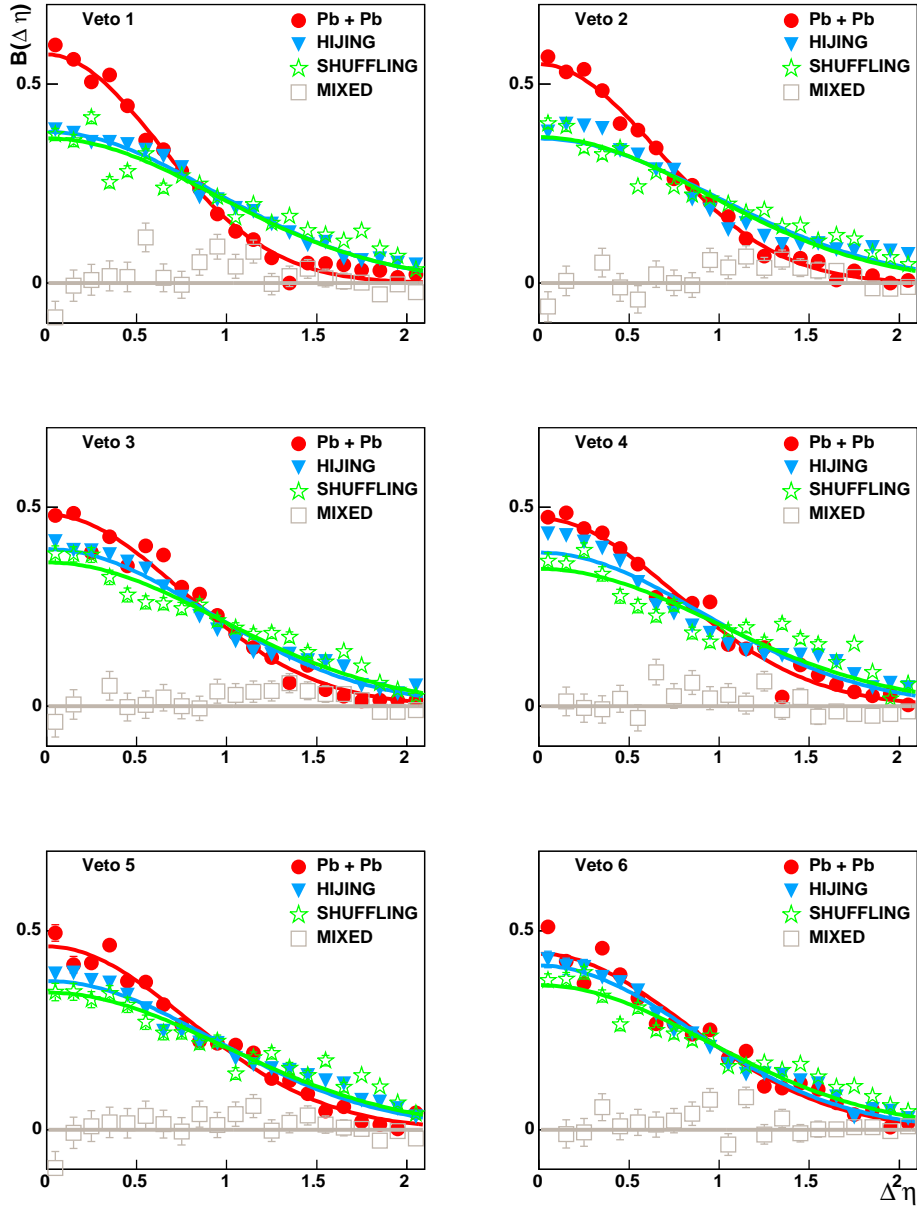 B(Δ η)
Veto 1
Pb + Pb
HIJING
SHUFFLING
MIXED
0.5
0
0 0.5 1 1.5 2
Veto 2
Pb + Pb
HIJING
SHUFFLING
MIXED
0.5
0
0 0.5 1 1.5 2
Veto 3
Pb + Pb
HIJING
SHUFFLING
MIXED
0.5
0
0 0.5 1 1.5 2
Veto 4
Pb + Pb
HIJING
SHUFFLING
MIXED
0.5
0
0 0.5 1 1.5 2
Veto 5
Pb + Pb
HIJING
SHUFFLING
MIXED
0.5
0
0 0.5 1 1.5 2
Veto 6
Pb + Pb
HIJING
SHUFFLING
MIXED
0.5
0
0 0.5 1 1.5 2
Δ η